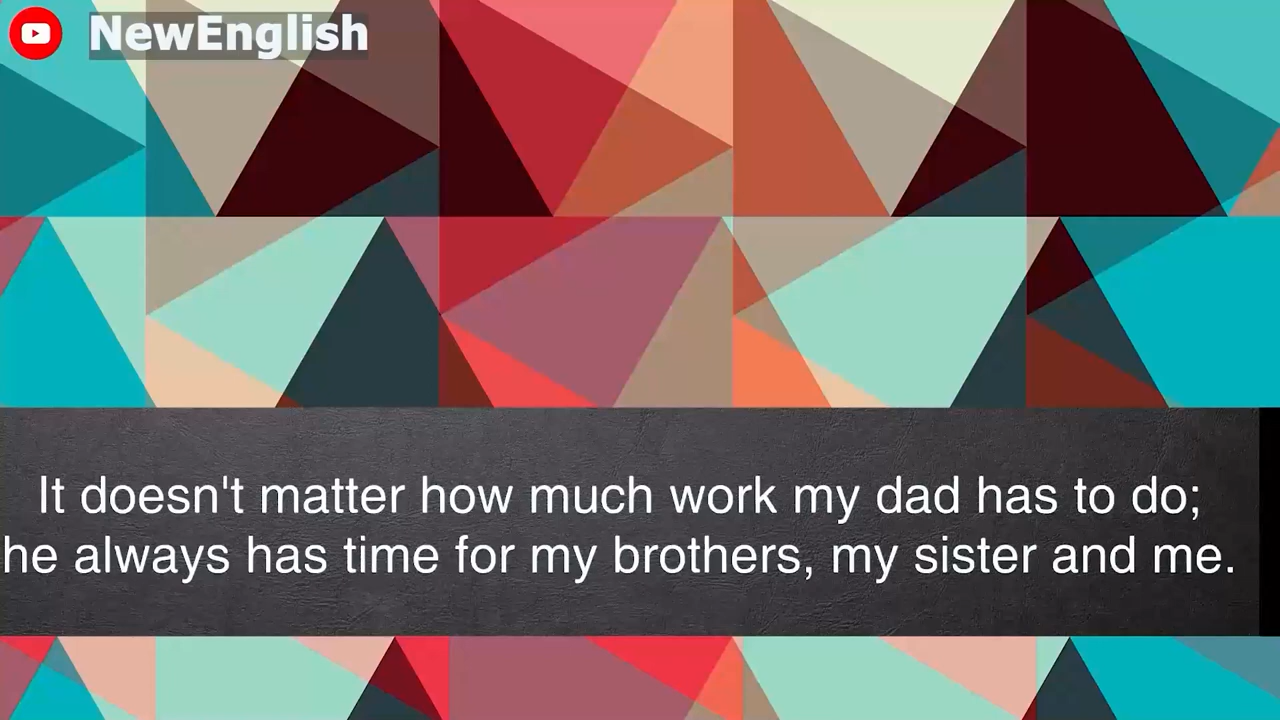 NewEnglish
It doesn't matter how much work my dad has to do;
he always has time for my brothers, my sister and me.